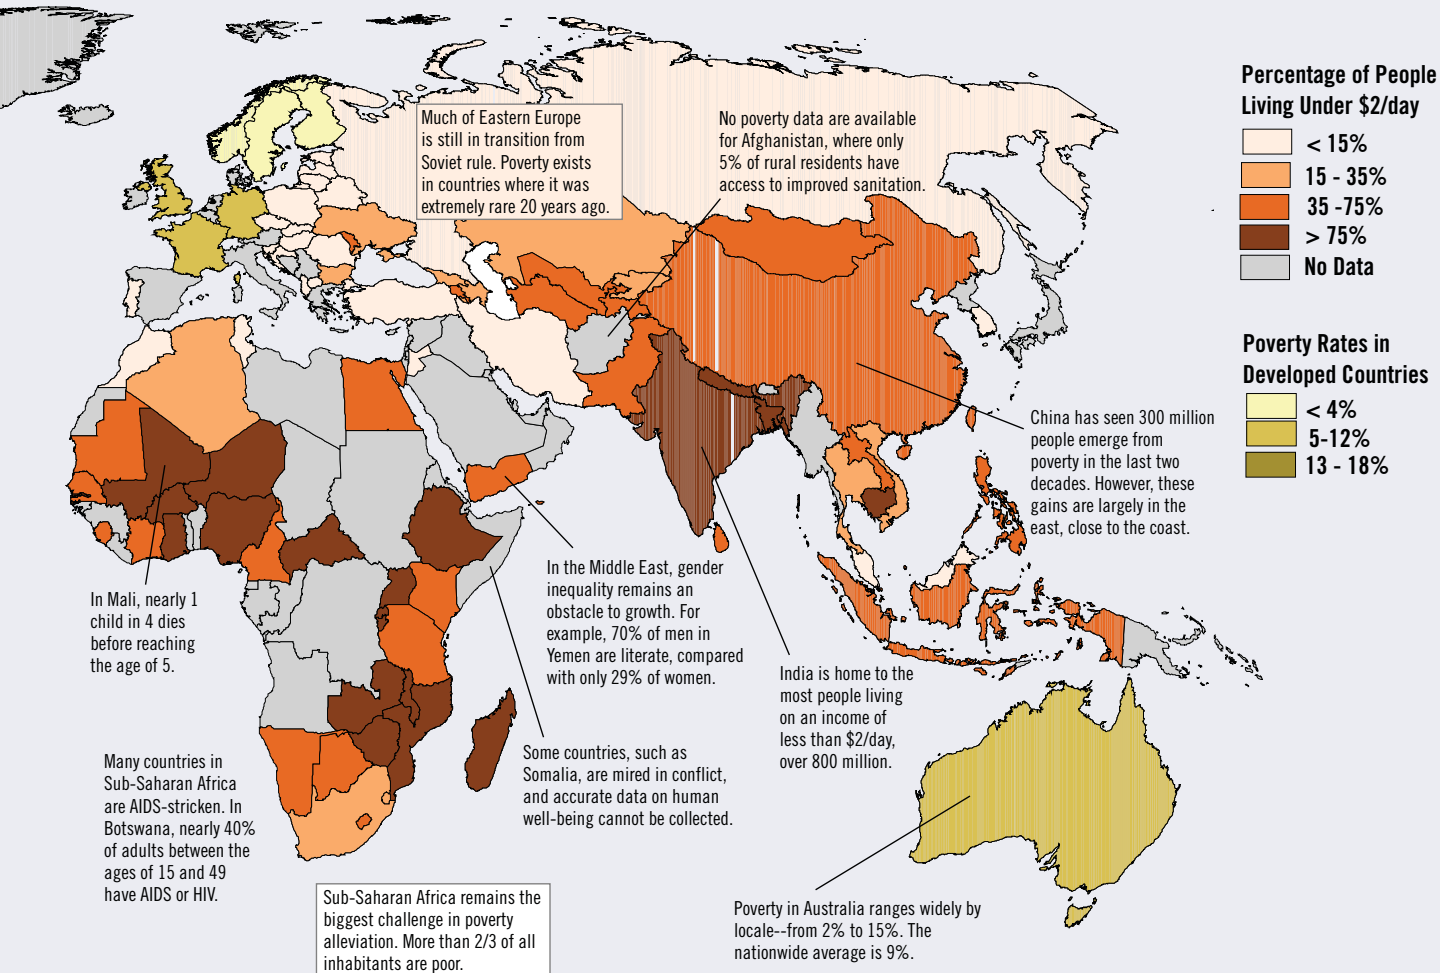 Percentage of People
Living Under $2/day
< 15%
15 - 35%
35 -75%
> 75%
No Data
Poverty Rates in
Developed Countries
< 4%
5-12%
13 - 18%
Much of Eastern Europe
is still in transition from
Soviet rule. Poverty exists
in countries where it was
extremely rare 20 years ago.
No poverty data are available
for Afghanistan, where only
5% of rural residents have
access to improved sanitation.
China has seen 300 million
people emerge from
poverty in the last two
decades. However, these
gains are largely in the
east, close to the coast.
In Mali, nearly 1
child in 4 dies
before reaching
the age of 5.
In the Middle East, gender
inequality remains an
obstacle to growth. For
example, 70% of men in
Yemen are literate, compared
with only 29% of women.
India is home to the
most people living
on an income of
less than $2/day,
over 800 million.
Some countries, such as
Somalia, are mired in conflict,
and accurate data on human
well-being cannot be collected.
Many countries in
Sub-Saharan Africa
are AIDS-stricken. In
Botswana, nearly 40%
of adults between the
ages of 15 and 49
have AIDS or HIV.
Sub-Saharan Africa remains the
biggest challenge in poverty
alleviation. More than 2/3 of all
inhabitants are poor.
Poverty in Australia ranges widely by
locale--from 2% to 15%. The
nationwide average is 9%.